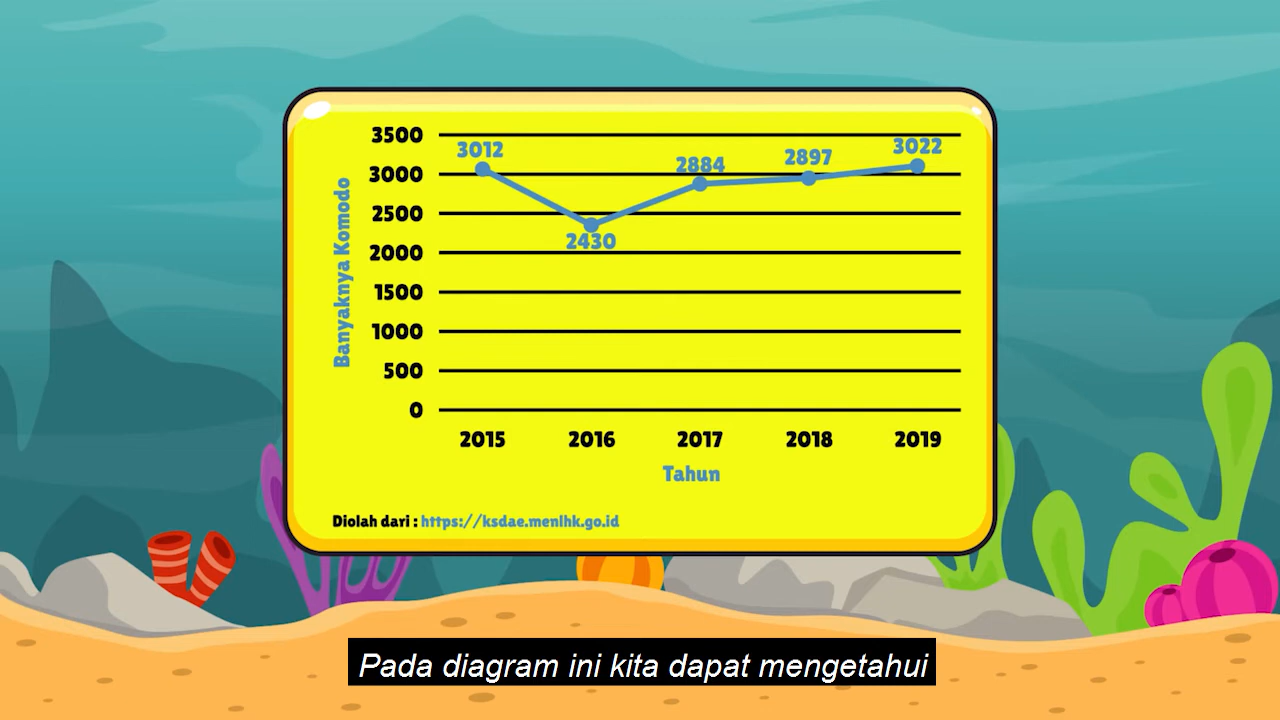 3500
3000
2500
2000
1500
1000
500
0
Banyaknya Komodo
3012
2430
2884
2897
3022
2015 2016 2017 2018 2019
Tahun
Diolah dari : https://ksdae.menlhk.go.id
Pada diagram ini kita dapat mengetahui